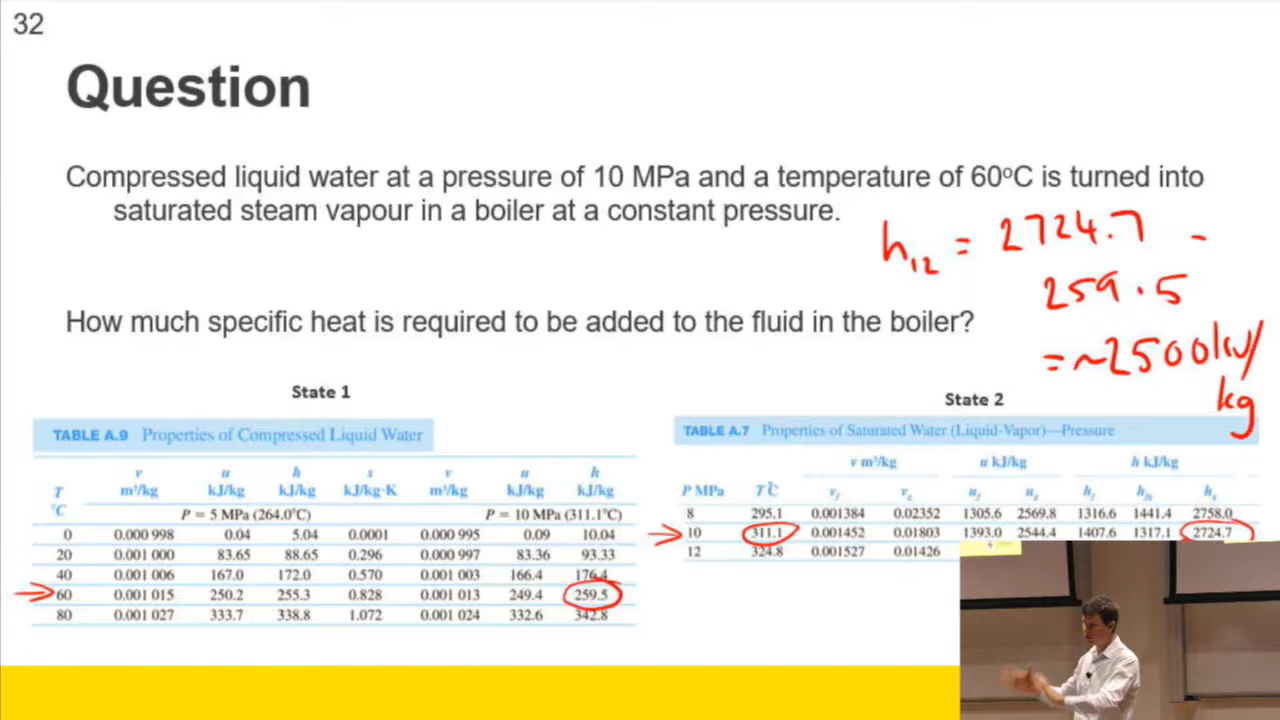 32
Question
Compressed liquid water at a pressure of 10 MPa and a temperature of 60ºC is turned into
saturated steam vapour in a boiler at a constant pressure.
h₁₂ = 2724.7 -
259.5
= ~2500kJ/
kg
How much specific heat is required to be added to the fluid in the boiler?
State 1
TABLE A.9 Properties of Compressed Liquid Water
v u h s v u h
T m³/kg kJ/kg kJ/kg kJ/kg·K m³/kg kJ/kg kJ/kg
°C P = 5 MPa (264.0°C) P = 10 MPa (311.1°C)
0 0.000 998 0.04 5.04 0.0001 0.000 995 0.09 10.04
20 0.001 000 83.65 88.65 0.296 0.000 997 83.36 93.33
40 0.001 006 167.0 172.0 0.570 0.001 003 166.4 176.4
60 0.001 015 250.2 255.3 0.828 0.001 013 249.4 259.5
80 0.001 027 333.7 338.8 1.072 0.001 024 332.6 342.8
State 2
TABLE A.7 Properties of Saturated Water (Liquid-Vapor)—Pressure
v m³/kg u kJ/kg h kJ/kg
P MPa T °C v_f v_g u_f u_g h_f h_fg h_g
8 295.1 0.001384 0.02352 1305.6 2569.8 1316.6 1441.4 2758.0
10 311.1 0.001452 0.01803 1393.0 2544.4 1407.6 1317.1 2724.7
12 324.8 0.001527 0.01426